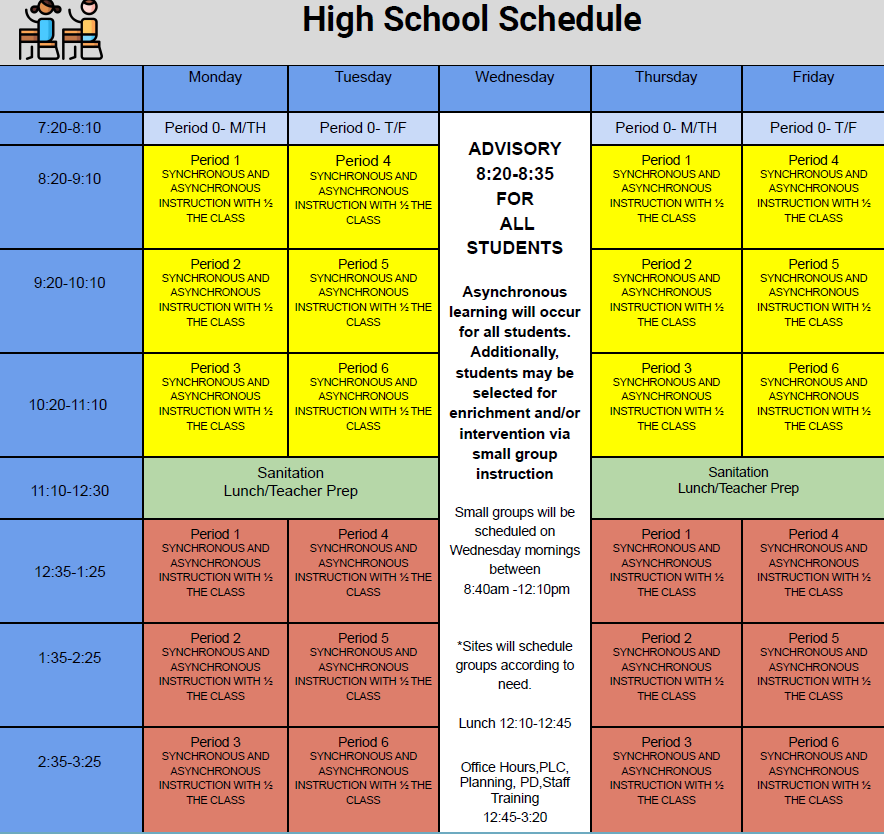 High School Schedule
Monday
Tuesday
Wednesday
Thursday
Friday
7:20-8:10
Period 0- M/TH
Period 0- T/F
Period 0- M/TH
Period 0- T/F
8:20-9:10
Period 1
SYNCHRONOUS AND
ASYNCHRONOUS
INSTRUCTION WITH ½
THE CLASS
Period 4
SYNCHRONOUS AND
ASYNCHRONOUS
INSTRUCTION WITH ½ THE
CLASS
ADVISORY
8:20-8:35
FOR
ALL
STUDENTS
Asynchronous
learning will occur
for all students.
Additionally,
students may be
selected for
enrichment and/or
intervention via
small group
instruction
Small groups will be
scheduled on
Wednesday mornings
between
8:40am -12:10pm
*Sites will schedule
groups according to
need.
Lunch 12:10-12:45
Office Hours,PLC,
Planning, PD,Staff
Training
12:45-3:20
Period 1
SYNCHRONOUS AND
ASYNCHRONOUS
INSTRUCTION WITH ½
THE CLASS
Period 4
SYNCHRONOUS AND
ASYNCHRONOUS
INSTRUCTION WITH ½
THE CLASS
9:20-10:10
Period 2
SYNCHRONOUS AND
ASYNCHRONOUS
INSTRUCTION WITH ½
THE CLASS
Period 5
SYNCHRONOUS AND
ASYNCHRONOUS
INSTRUCTION WITH ½ THE
CLASS
Period 2
SYNCHRONOUS AND
ASYNCHRONOUS
INSTRUCTION WITH ½
THE CLASS
Period 5
SYNCHRONOUS AND
ASYNCHRONOUS
INSTRUCTION WITH ½
THE CLASS
10:20-11:10
Period 3
SYNCHRONOUS AND
ASYNCHRONOUS
INSTRUCTION WITH ½
THE CLASS
Period 6
SYNCHRONOUS AND
ASYNCHRONOUS
INSTRUCTION WITH ½ THE
CLASS
Period 3
SYNCHRONOUS AND
ASYNCHRONOUS
INSTRUCTION WITH ½
THE CLASS
Period 6
SYNCHRONOUS AND
ASYNCHRONOUS
INSTRUCTION WITH ½
THE CLASS
11:10-12:30
Sanitation
Lunch/Teacher Prep
Sanitation
Lunch/Teacher Prep
12:35-1:25
Period 1
SYNCHRONOUS AND
ASYNCHRONOUS
INSTRUCTION WITH ½
THE CLASS
Period 4
SYNCHRONOUS AND
ASYNCHRONOUS
INSTRUCTION WITH ½ THE
CLASS
Period 1
SYNCHRONOUS AND
ASYNCHRONOUS
INSTRUCTION WITH ½
THE CLASS
Period 4
SYNCHRONOUS AND
ASYNCHRONOUS
INSTRUCTION WITH ½
THE CLASS
1:35-2:25
Period 2
SYNCHRONOUS AND
ASYNCHRONOUS
INSTRUCTION WITH ½
THE CLASS
Period 5
SYNCHRONOUS AND
ASYNCHRONOUS
INSTRUCTION WITH ½ THE
CLASS
Period 2
SYNCHRONOUS AND
ASYNCHRONOUS
INSTRUCTION WITH ½
THE CLASS
Period 5
SYNCHRONOUS AND
ASYNCHRONOUS
INSTRUCTION WITH ½
THE CLASS
2:35-3:25
Period 3
SYNCHRONOUS AND
ASYNCHRONOUS
INSTRUCTION WITH ½
THE CLASS
Period 6
SYNCHRONOUS AND
ASYNCHRONOUS
INSTRUCTION WITH ½ THE
CLASS
Period 3
SYNCHRONOUS AND
ASYNCHRONOUS
INSTRUCTION WITH ½
THE CLASS
Period 6
SYNCHRONOUS AND
ASYNCHRONOUS
INSTRUCTION WITH ½
THE CLASS